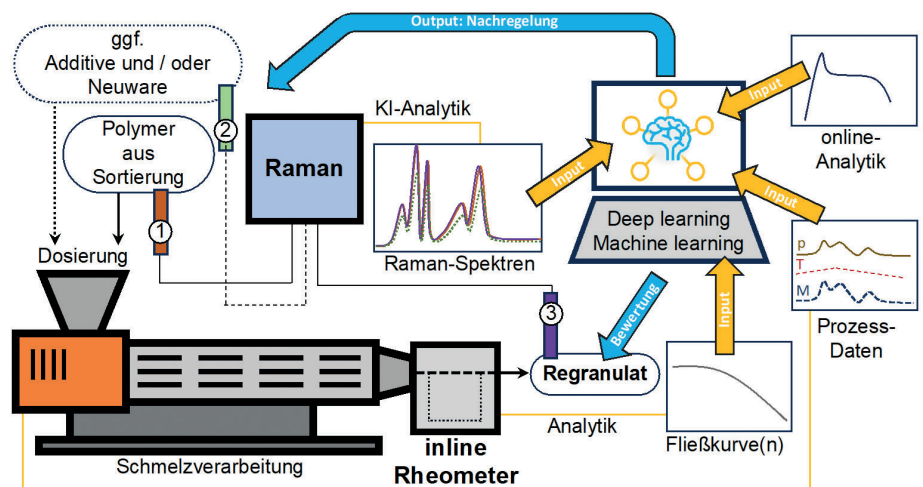 Output: Nachregelung
ggf.
Additive und / oder
Neuware
2
Polymer
aus
Sortierung
1
Dosierung
Raman
KI-Analytik
Raman-Spektren
Input
Input
online-
Analytik
Deep learning
Machine learning
Input
p
T
M
Prozess-
Daten
Bewertung
Input
3
Regranulat
Analytik
Fließkurve(n)
inline
Rheometer
Schmelzverarbeitung